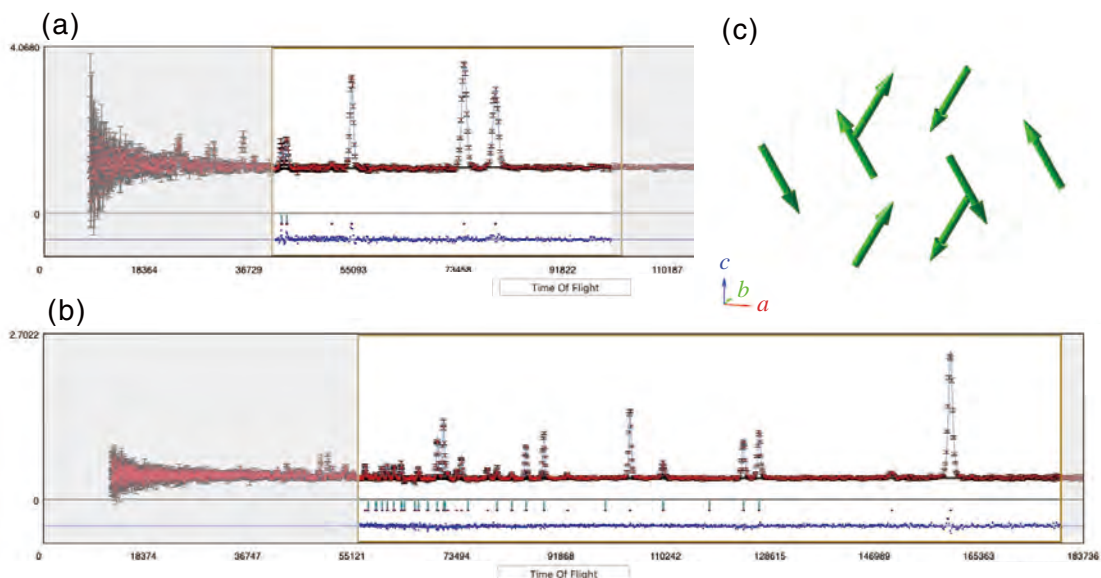 (a)
4.0680
0
0
18364
36729
55093
73458
91822
110187
Time Of Flight
(c)
c
b
a
(b)
2.7022
0
0
18374
36747
55121
73494
91868
110242
128615
146989
165363
183736
Time Of Flight